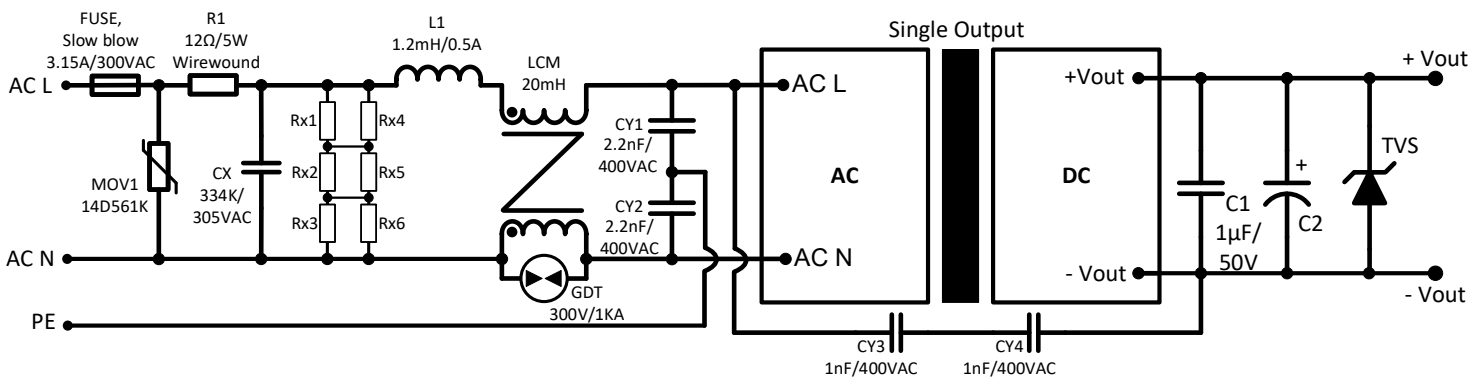 FUSE,
Slow blow
3.15A/300VAC
R1
12Ω/5W
Wirewound
L1
1.2mH/0.5A
LCM
20mH
Single Output
AC L
AC L
+Vout
+ Vout
Rx1
Rx4
CY1
2.2nF/
400VAC
MOV1
14D561K
CX
334K/
305VAC
Rx2
Rx5
AC
DC
TVS
+
C1
1µF/
50V
C2
Rx3
Rx6
CY2
2.2nF/
400VAC
AC N
AC N
- Vout
- Vout
GDT
300V/1KA
PE
CY3
1nF/400VAC
CY4
1nF/400VAC